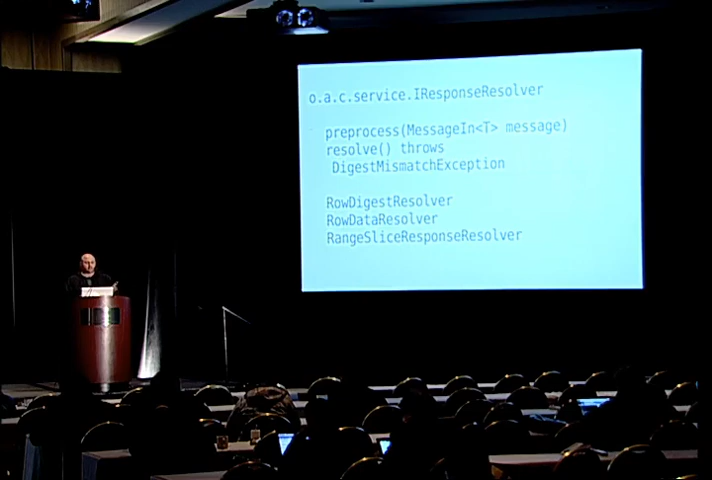 o.a.c.service.IResponseResolver
preprocess(MessageIn<T> message)
resolve() throws
DigestMismatchException
RowDigestResolver
RowDataResolver
RangeSliceResponseResolver